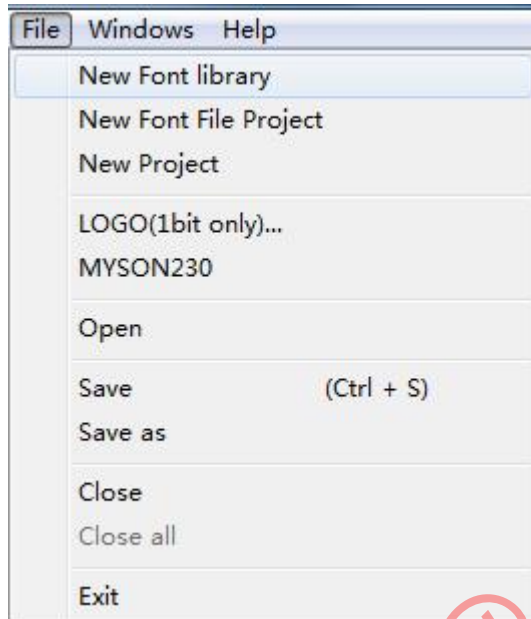 File Windows Help
New Font library
New Font File Project
New Project
LOGO(1bit only)...
MYSON230
Open
Save (Ctrl + S)
Save as
Close
Close all
Exit